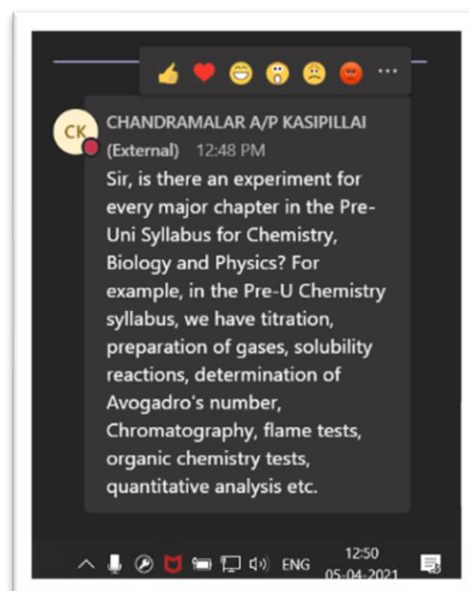 CK
CHANDRAMALAR A/P KASIPILLAI
(External) 12:48 PM
Sir, is there an experiment for
every major chapter in the Pre-
Uni Syllabus for Chemistry,
Biology and Physics? For
example, in the Pre-U Chemistry
syllabus, we have titration,
preparation of gases, solubility
reactions, determination of
Avogadro's number,
Chromatography, flame tests,
organic chemistry tests,
quantitative analysis etc.
ENG
12:50
05-04-2021